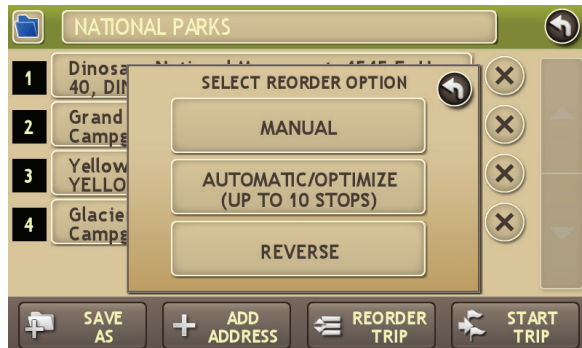 NATIONAL PARKS
1
Dinosa
40, DIN
2
Grand
Campg
3
Yellow
YELLO
4
Glacie
Campg
SELECT REORDER OPTION
MANUAL
AUTOMATIC/OPTIMIZE
(UP TO 10 STOPS)
REVERSE
SAVE
AS
ADD
ADDRESS
REORDER
TRIP
START
TRIP